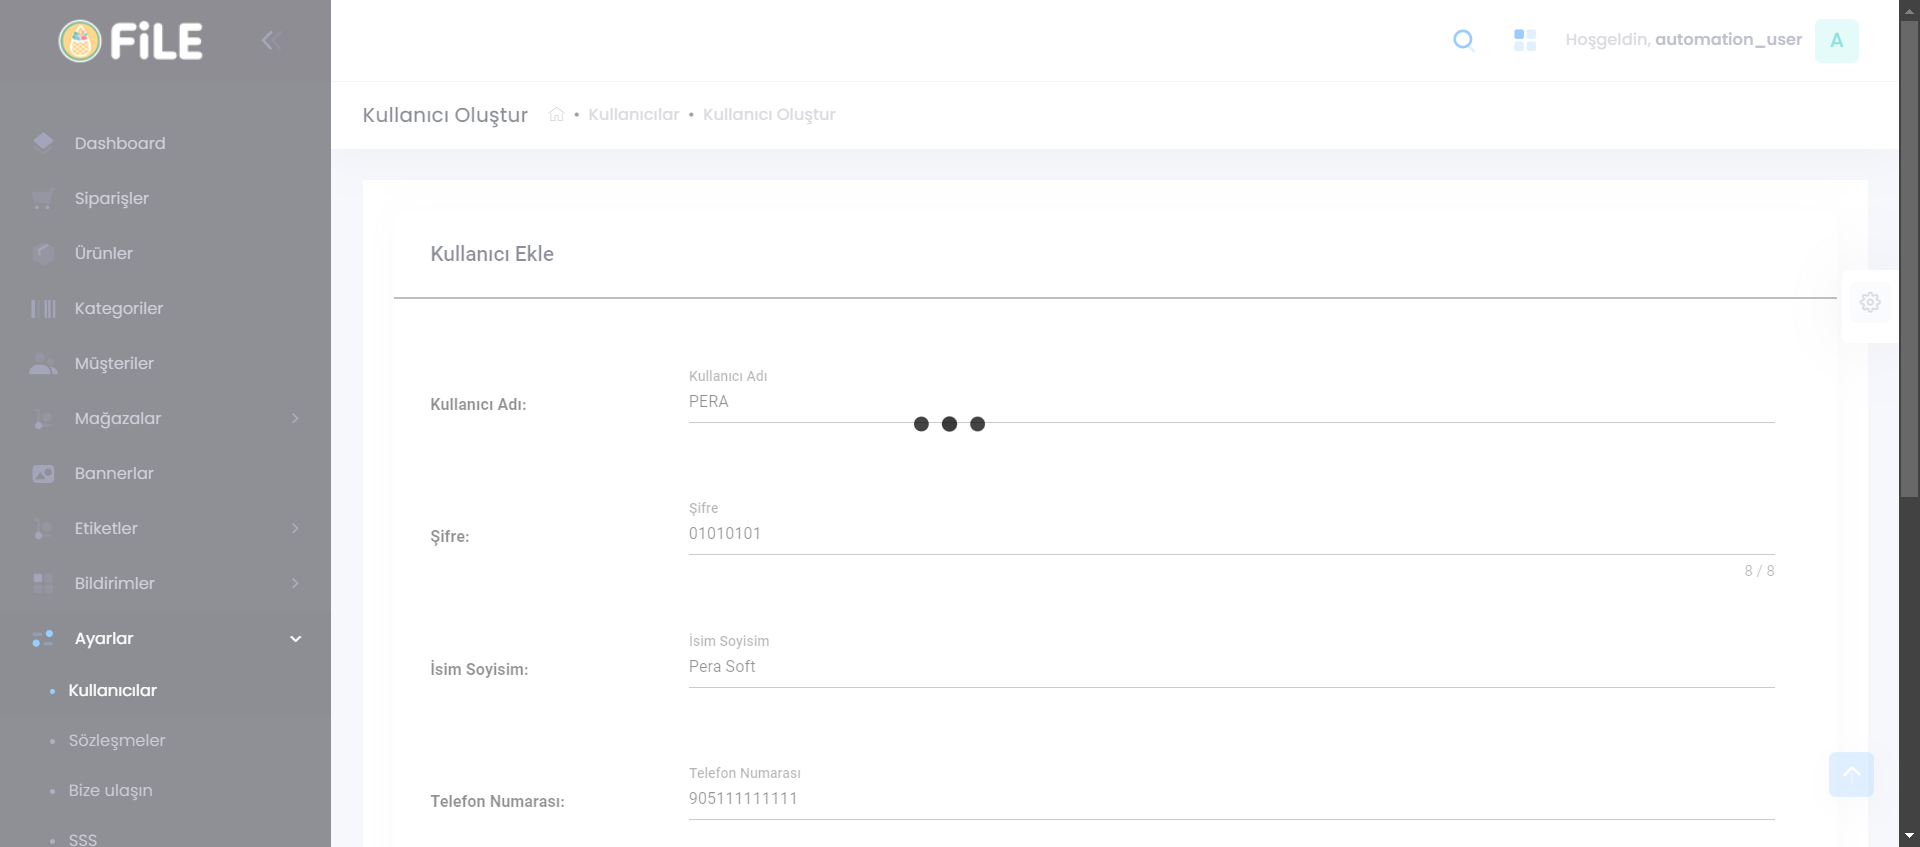 FiLE
Hoşgeldin, automation_user
A
Kullanıcı Oluştur
• Kullanıcılar • Kullanıcı Oluştur
Dashboard
Siparişler
Ürünler
Kategoriler
Müşteriler
Mağazalar
Bannerlar
Etiketler
Bildirimler
Ayarlar
• Kullanıcılar
• Sözleşmeler
• Bize ulaşın
• SSS
Kullanıcı Ekle
Kullanıcı Adı:
Kullanıcı Adı
PERA
Şifre:
Şifre
01010101
8 / 8
İsim Soyisim:
İsim Soyisim
Pera Soft
Telefon Numarası:
Telefon Numarası
905111111111